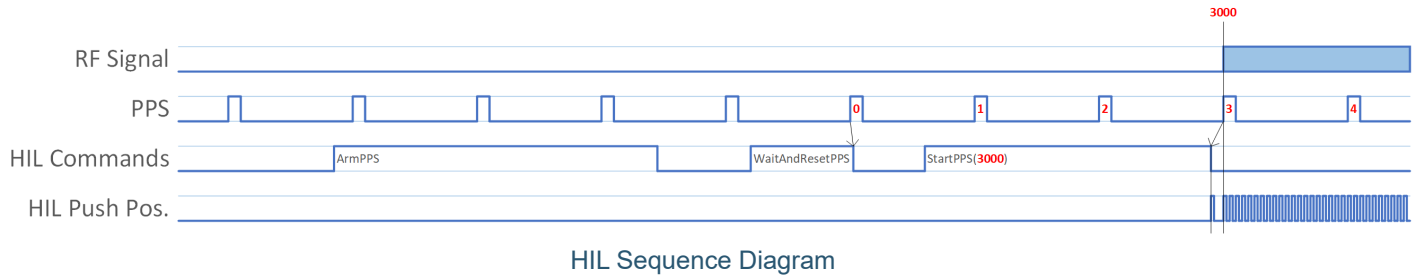 3000
RF Signal
PPS
0
1
2
3
4
HIL Commands
ArmPPS
WaitAndResetPPS
StartPPS(3000)
HIL Push Pos.
HIL Sequence Diagram